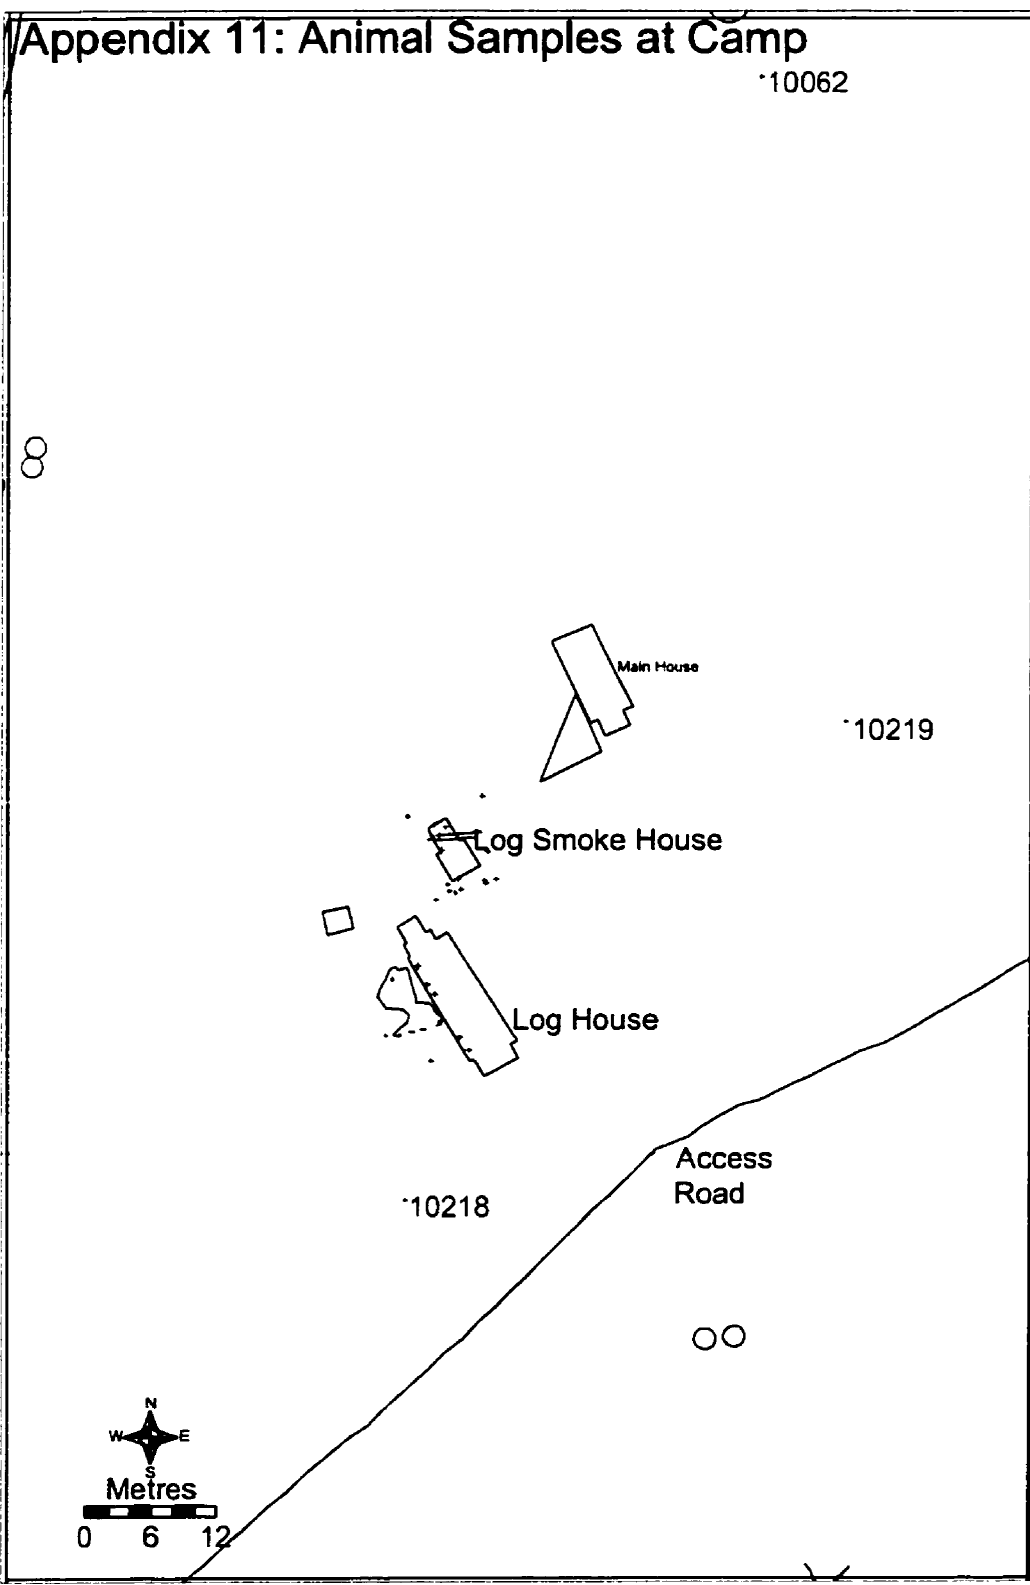 Appendix 11: Animal Samples at Camp
10062
Main House
10219
Log Smoke House
Log House
Access
Road
10218
N
W E
S
Metres
0 6 12